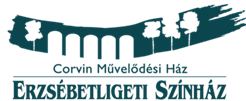 Corvin Művelődési Ház
ERZSÉBETLIGETI SZÍNHÁZ